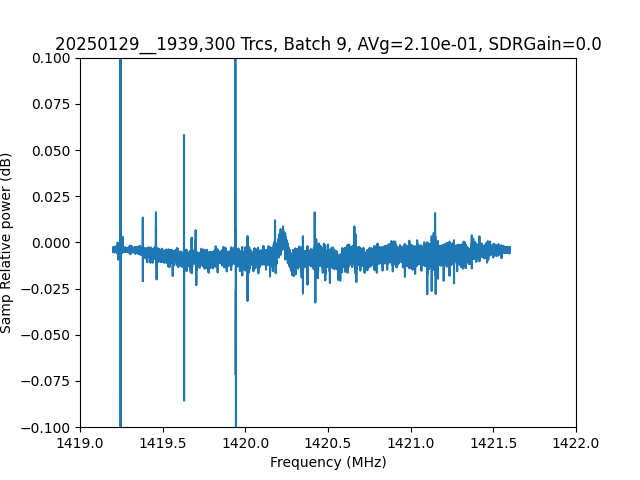 20250129__1939,300 Trcs, Batch 9, AVg=2.10e-01, SDRGain=0.0
0.100
0.075
0.050
0.025
0.000
−0.025
−0.050
−0.075
−0.100
Samp Relative power (dB)
1419.0 1419.5 1420.0 1420.5 1421.0 1421.5 1422.0
Frequency (MHz)